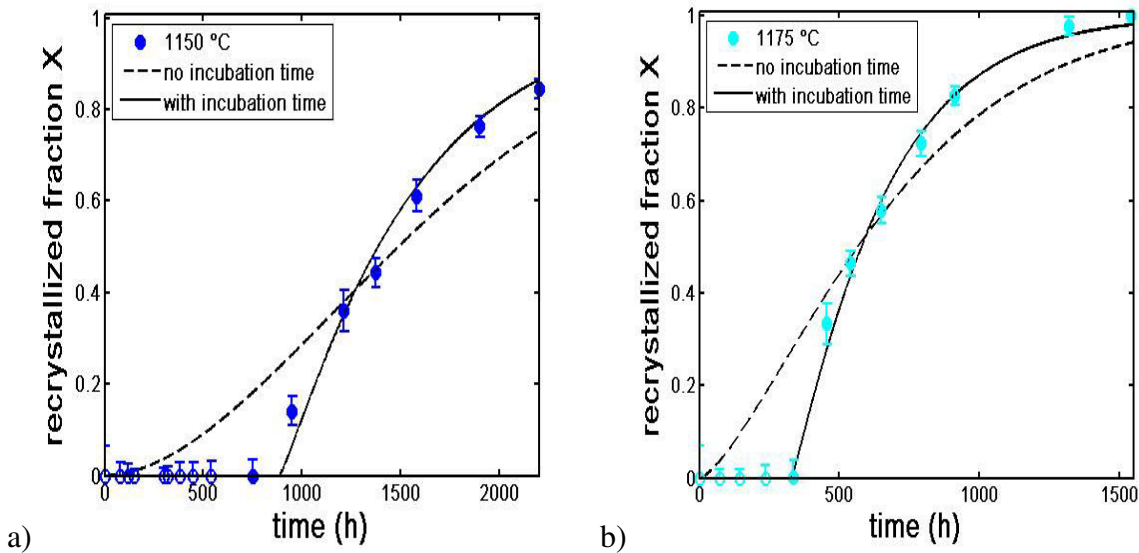 1150 ºC
no incubation time
with incubation time
recrystallized fraction X
1
0.8
0.6
0.4
0.2
0
0
500
1000
1500
2000
time (h)
a)
1175 ºC
no incubation time
with incubation time
recrystallized fraction X
1
0.8
0.6
0.4
0.2
0
0
500
1000
1500
time (h)
b)